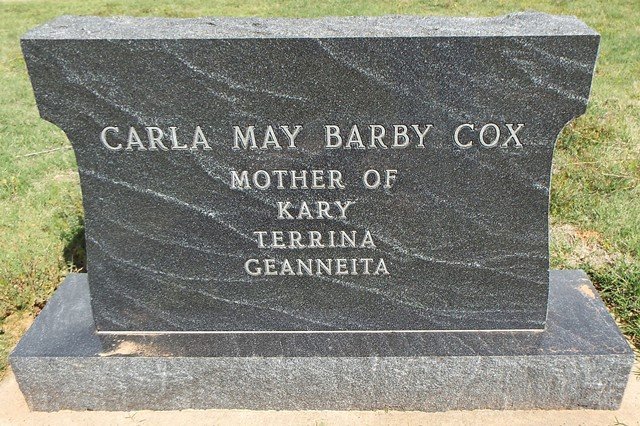 CARLA MAY BARBY COX
MOTHER OF
KARY
TERRINA
GEANNEITA